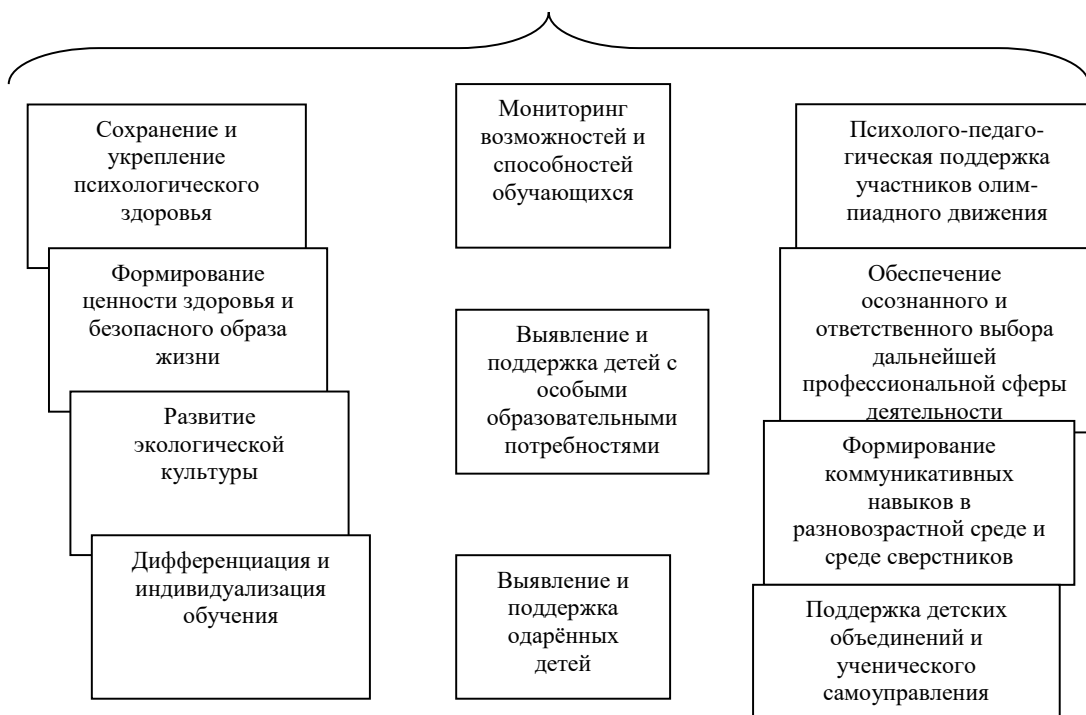 Сохранение и
укрепление
психологического
здоровья
Формирование
ценности здоровья и
безопасного образа
жизни
Развитие
экологической
культуры
Дифференциация и
индивидуализация
обучения
Мониторинг
возможностей и
способностей
обучающихся
Выявление и
поддержка детей с
особыми
образовательными
потребностями
Выявление и
поддержка
одарённых
детей
Психолого-педаго-
гическая поддержка
участников олим-
пиадного движения
Обеспечение
осознанного и
ответственного выбора
дальнейшей
профессиональной сферы
деятельности
Формирование
коммуникативных
навыков в
разновозрастной среде и
среде сверстников
Поддержка детских
объединений и
ученического
самоуправления